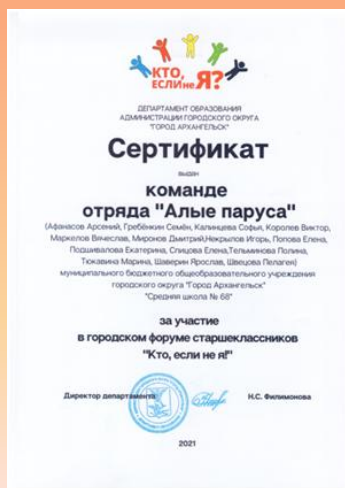 КТО,
ЕСЛИ не Я?
ДЕПАРТАМЕНТ ОБРАЗОВАНИЯ
АДМИНИСТРАЦИИ ГОРОДСКОГО ОКРУГА
"ГОРОД АРХАНГЕЛЬСК"
Сертификат
выдан
команде
отряда "Алые паруса"
(Афанасов Арсений, Гребёнкин Семён, Калинцева Софья, Королев Виктор,
Маркелов Вячеслав, Миронов Дмитрий,Некрылов Игорь, Попова Елена,
Подшивалова Екатерина, Спицова Елена,Тельминова Полина,
Тюкавина Марина, Шаверин Ярослав, Швецова Пелагея)
муниципального бюджетного общеобразовательного учреждения
городского округа "Город Архангельск"
"Средняя школа № 68"
за участие
в городском форуме старшеклассников
"Кто, если не я!"
Директор департамента Н.С. Филимонова
2021